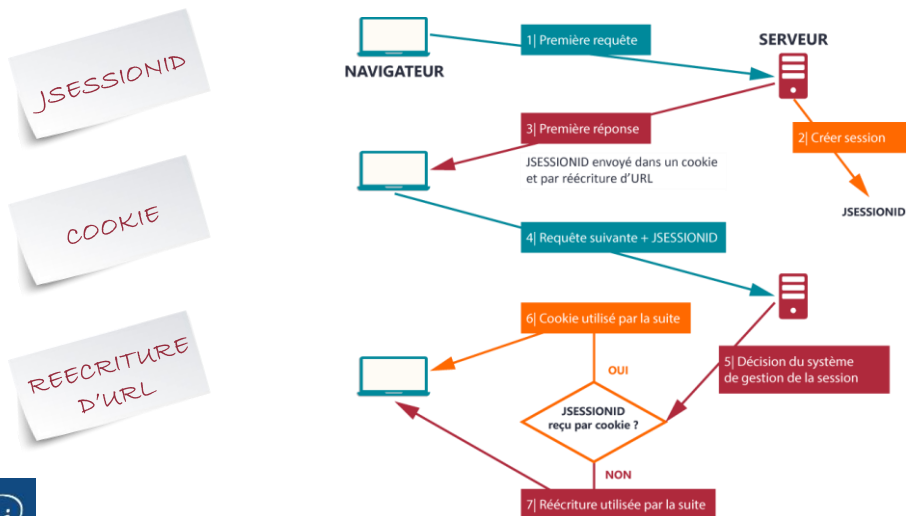 JSESSIONID
COOKIE
REECRITURE
D'URL
NAVIGATEUR
1| Première requête
SERVEUR
2| Créer session
JSESSIONID
3| Première réponse
JSESSIONID envoyé dans un cookie
et par réécriture d'URL
4| Requête suivante + JSESSIONID
5| Décision du système
de gestion de la session
6| Cookie utilisé par la suite
OUI
JSESSIONID
reçu par cookie ?
NON
7| Réécriture utilisée par la suite